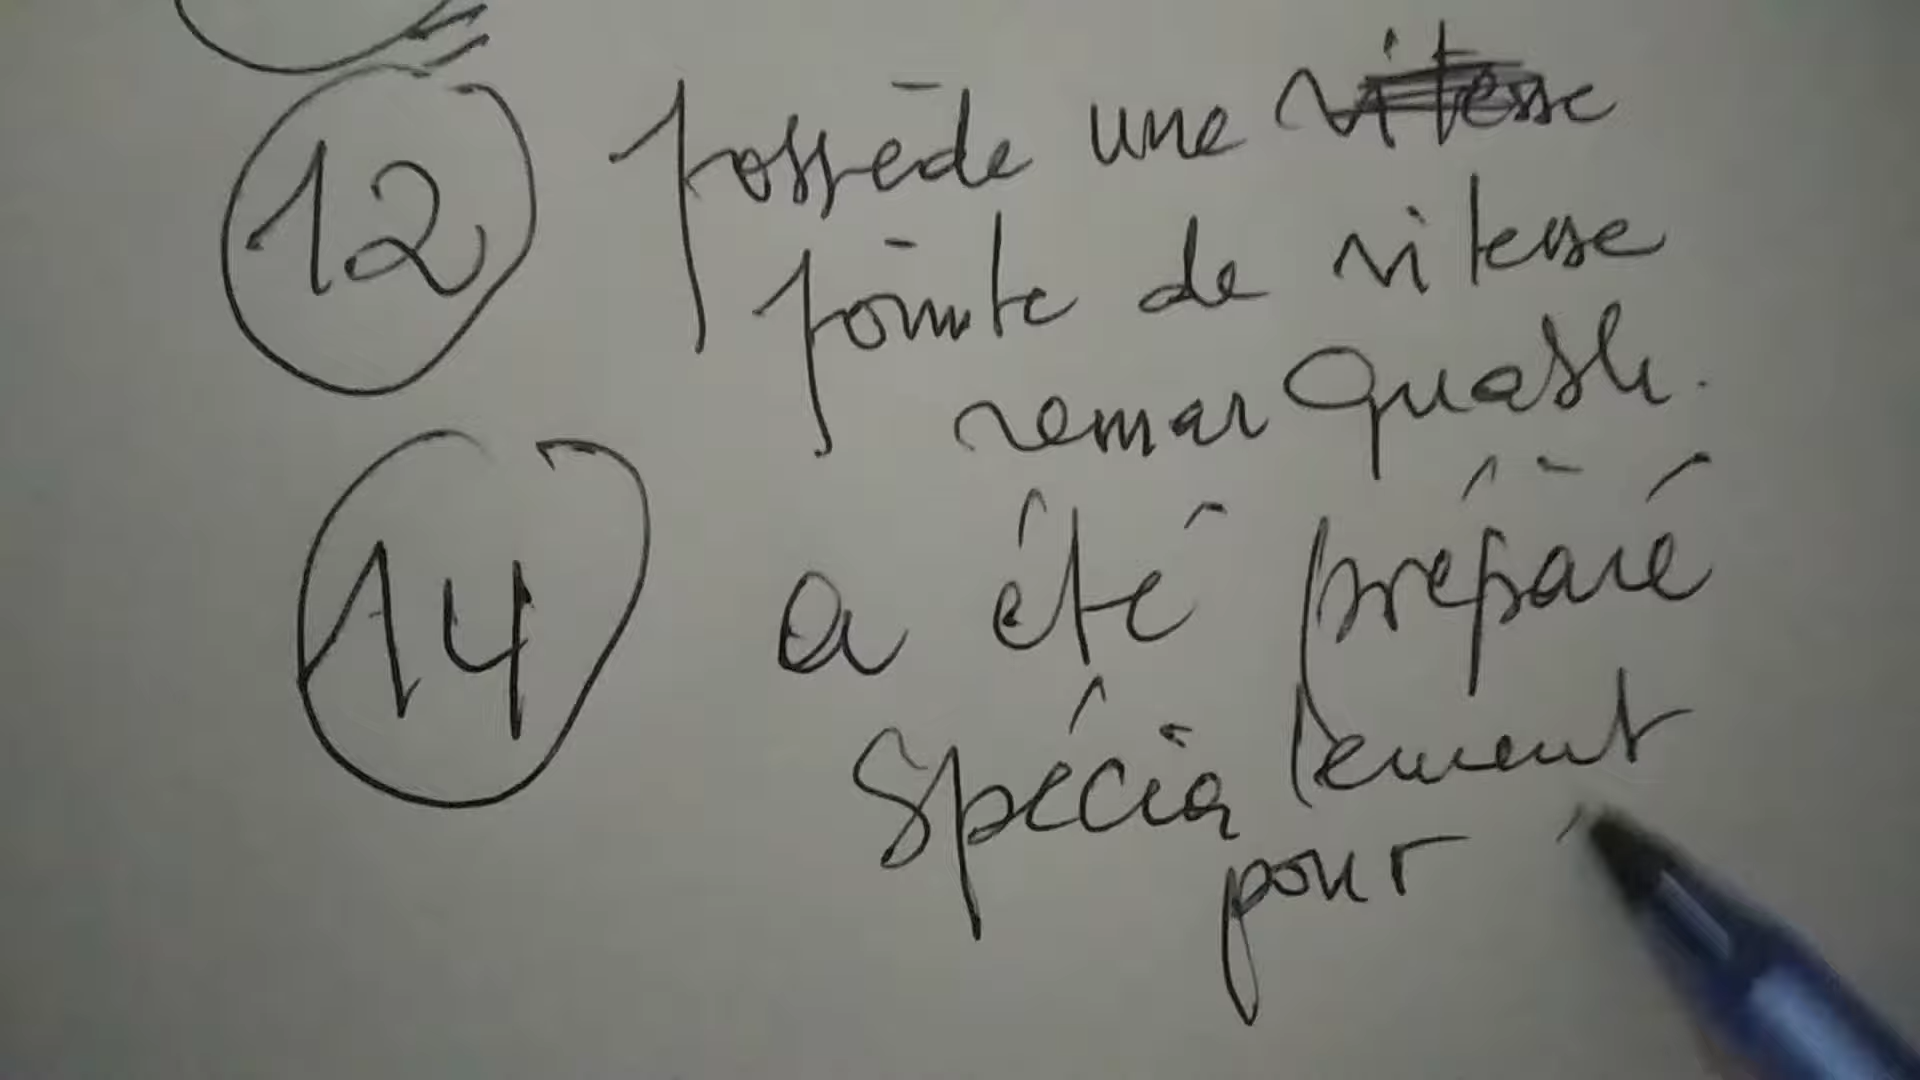 12 possède une vitesse
pointe de vitesse
remarquable.
14 a été préparé
spécialement
pour